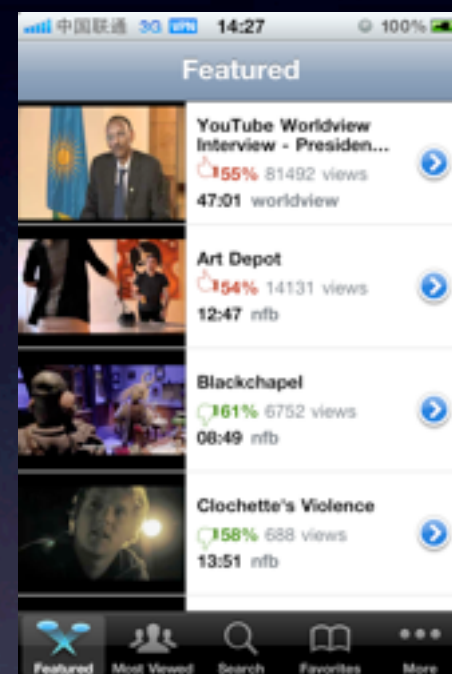 中国联通 3G VPN 14:27 100%
Featured
YouTube Worldview
Interview - Presiden...
55% 81492 views
47:01 worldview
Art Depot
54% 14131 views
12:47 nfb
Blackchapel
61% 6752 views
08:49 nfb
Clochette's Violence
58% 688 views
13:51 nfb
Featured Most Viewed Search Favorites More